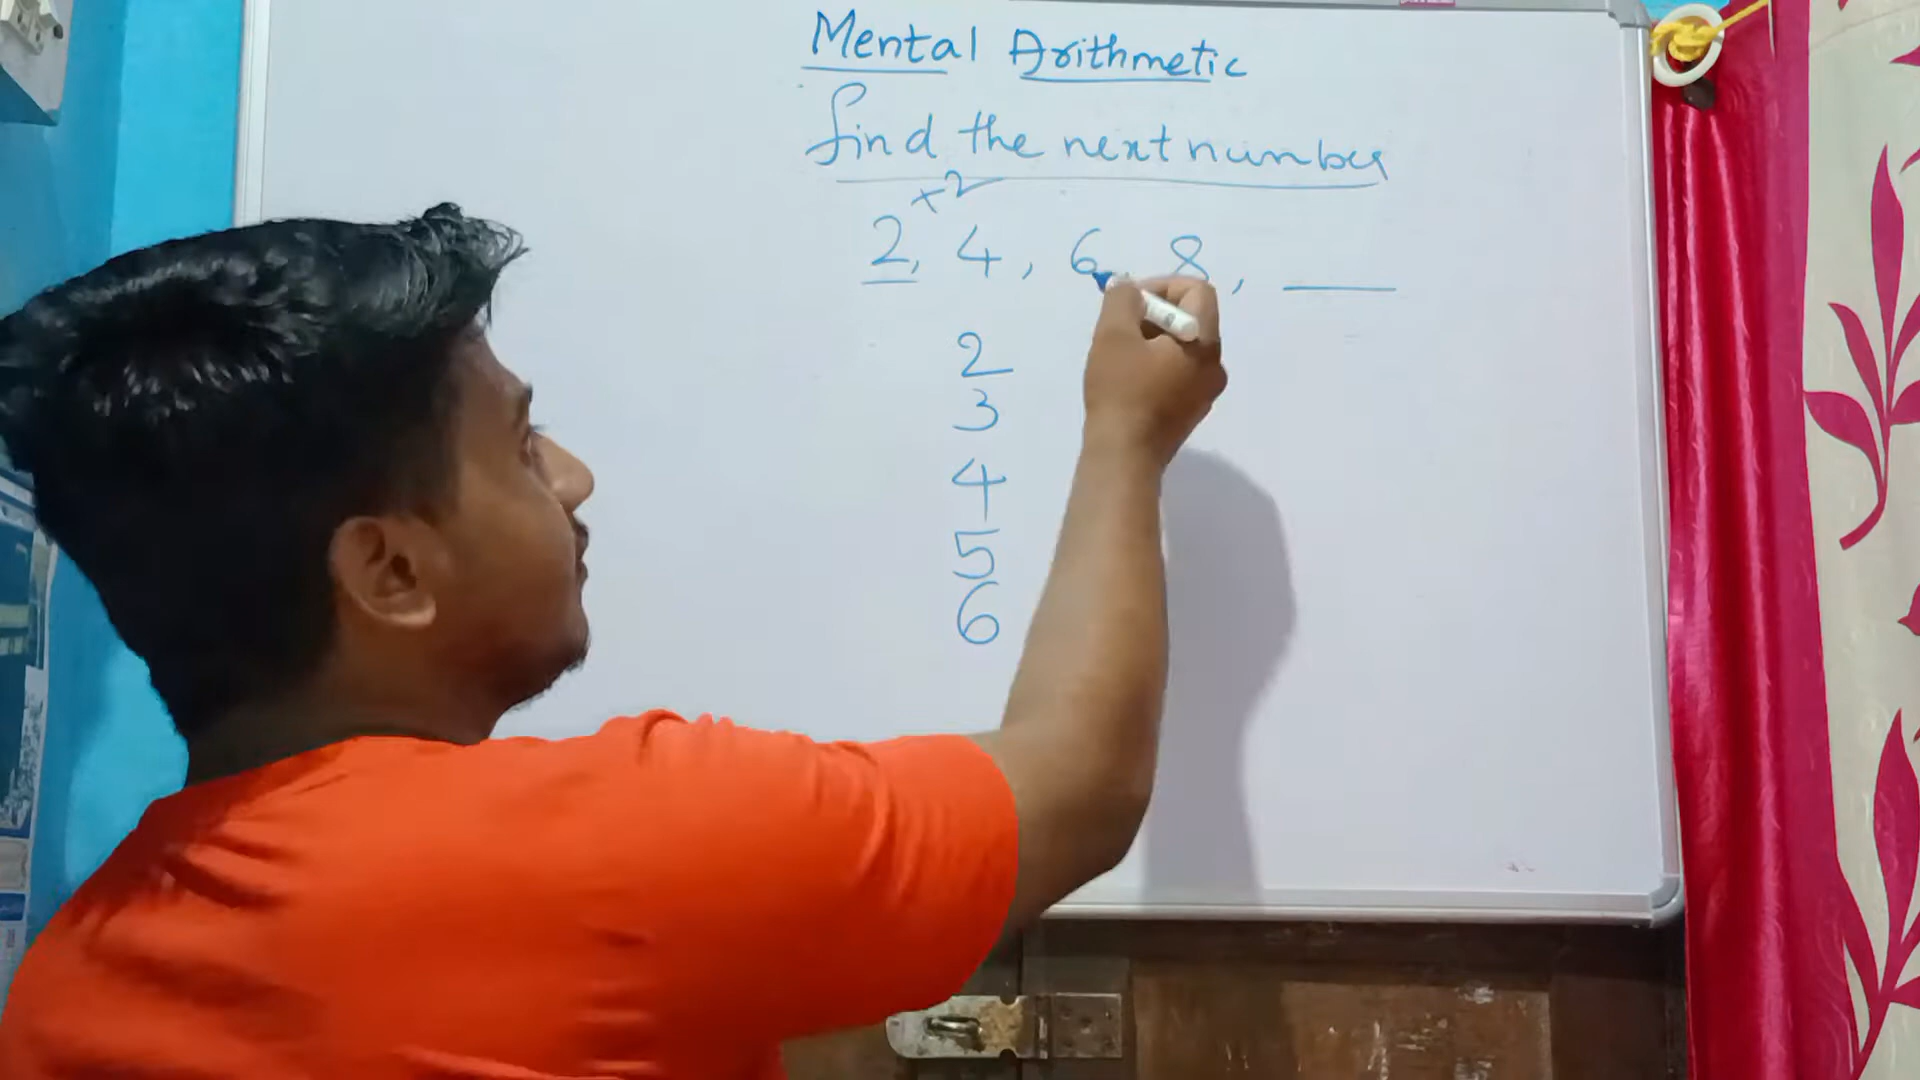 Mental Arithmetic
find the next number
+2
2, 4, 6, 8, ___
2
3
4
5
6